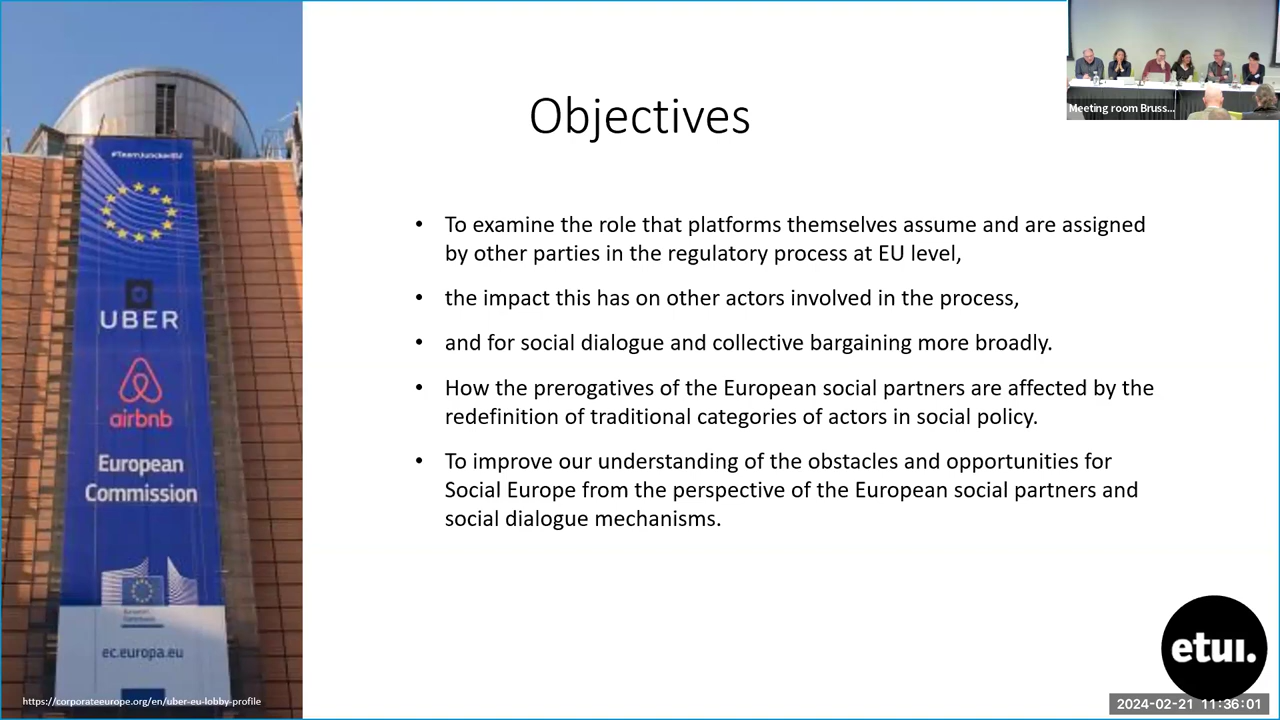 #TeamJunckerEU
UBER
airbnb
European
Commission
ec.europa.eu
https://corporateeurope.org/en/uber-eu-lobby-profile
Objectives
• To examine the role that platforms themselves assume and are assigned
by other parties in the regulatory process at EU level,
• the impact this has on other actors involved in the process,
• and for social dialogue and collective bargaining more broadly.
• How the prerogatives of the European social partners are affected by the
redefinition of traditional categories of actors in social policy.
• To improve our understanding of the obstacles and opportunities for
Social Europe from the perspective of the European social partners and
social dialogue mechanisms.
Meeting room Bruss...
etui.
2024-02-21 11:36:01